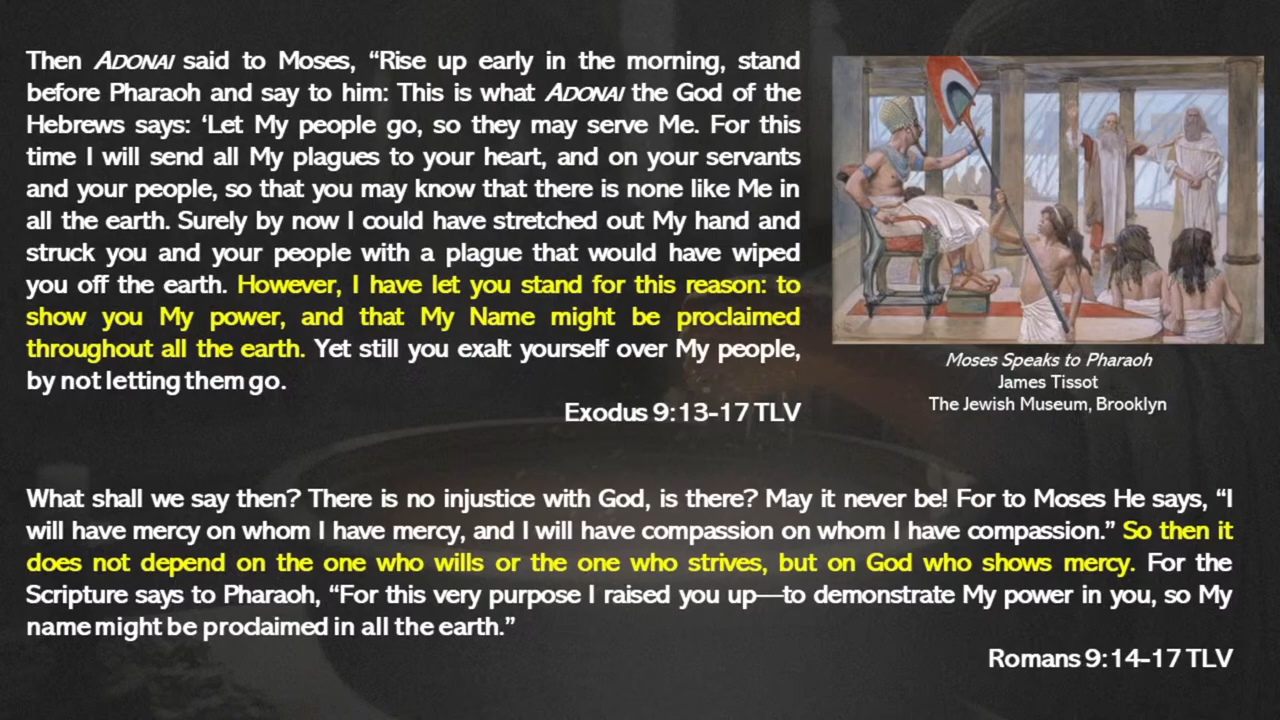 Then ADONAI said to Moses, “Rise up early in the morning, stand
before Pharaoh and say to him: This is what ADONAI the God of the
Hebrews says: ‘Let My people go, so they may serve Me. For this
time I will send all My plagues to your heart, and on your servants
and your people, so that you may know that there is none like Me in
all the earth. Surely by now I could have stretched out My hand and
struck you and your people with a plague that would have wiped
you off the earth. However, I have let you stand for this reason: to
show you My power, and that My Name might be proclaimed
throughout all the earth. Yet still you exalt yourself over My people,
by not letting them go.
Exodus 9:13-17 TLV
Moses Speaks to Pharaoh
James Tissot
The Jewish Museum, Brooklyn
What shall we say then? There is no injustice with God, is there? May it never be! For to Moses He says, “I
will have mercy on whom I have mercy, and I will have compassion on whom I have compassion.” So then it
does not depend on the one who wills or the one who strives, but on God who shows mercy. For the
Scripture says to Pharaoh, “For this very purpose I raised you up—to demonstrate My power in you, so My
name might be proclaimed in all the earth.”
Romans 9:14-17 TLV